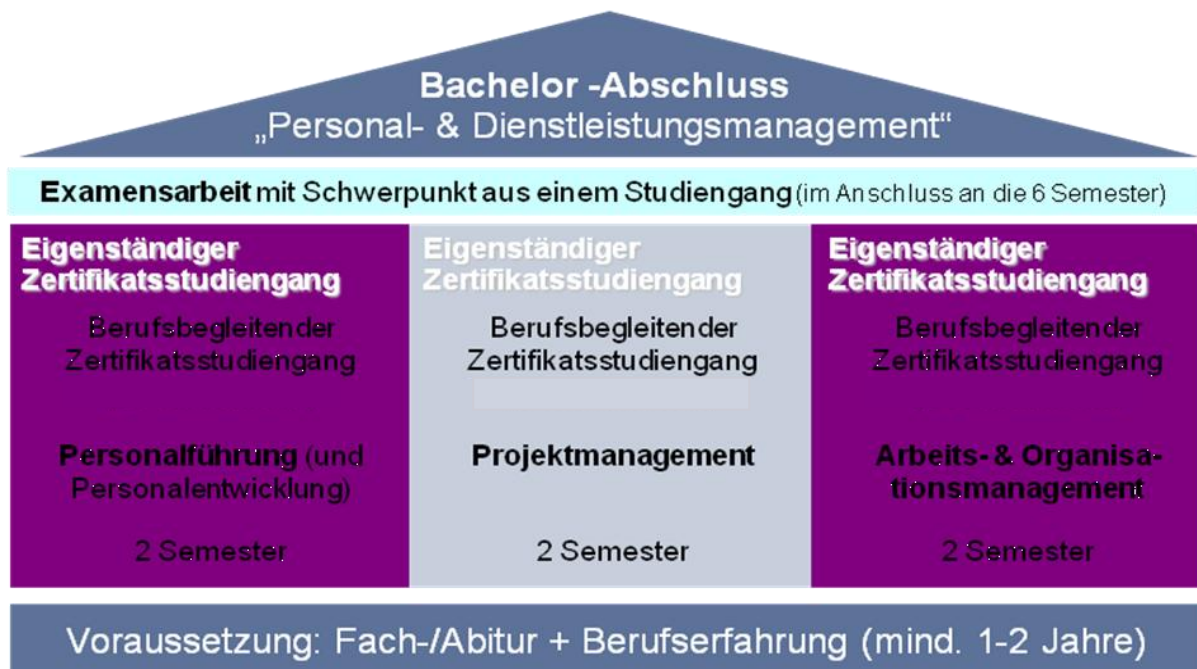 Bachelor -Abschluss
„Personal- & Dienstleistungsmanagement“
Examensarbeit mit Schwerpunkt aus einem Studiengang (im Anschluss an die 6 Semester)
Eigenständiger
Zertifikatsstudiengang
Berufsbegleitender
Zertifikatsstudiengang
Personalführung (und
Personalentwicklung)
2 Semester
Eigenständiger
Zertifikatsstudiengang
Berufsbegleitender
Zertifikatsstudiengang
Projektmanagement
2 Semester
Eigenständiger
Zertifikatsstudiengang
Berufsbegleitender
Zertifikatsstudiengang
Arbeits- & Organisa-
tionsmanagement
2 Semester
Voraussetzung: Fach-/Abitur + Berufserfahrung (mind. 1-2 Jahre)